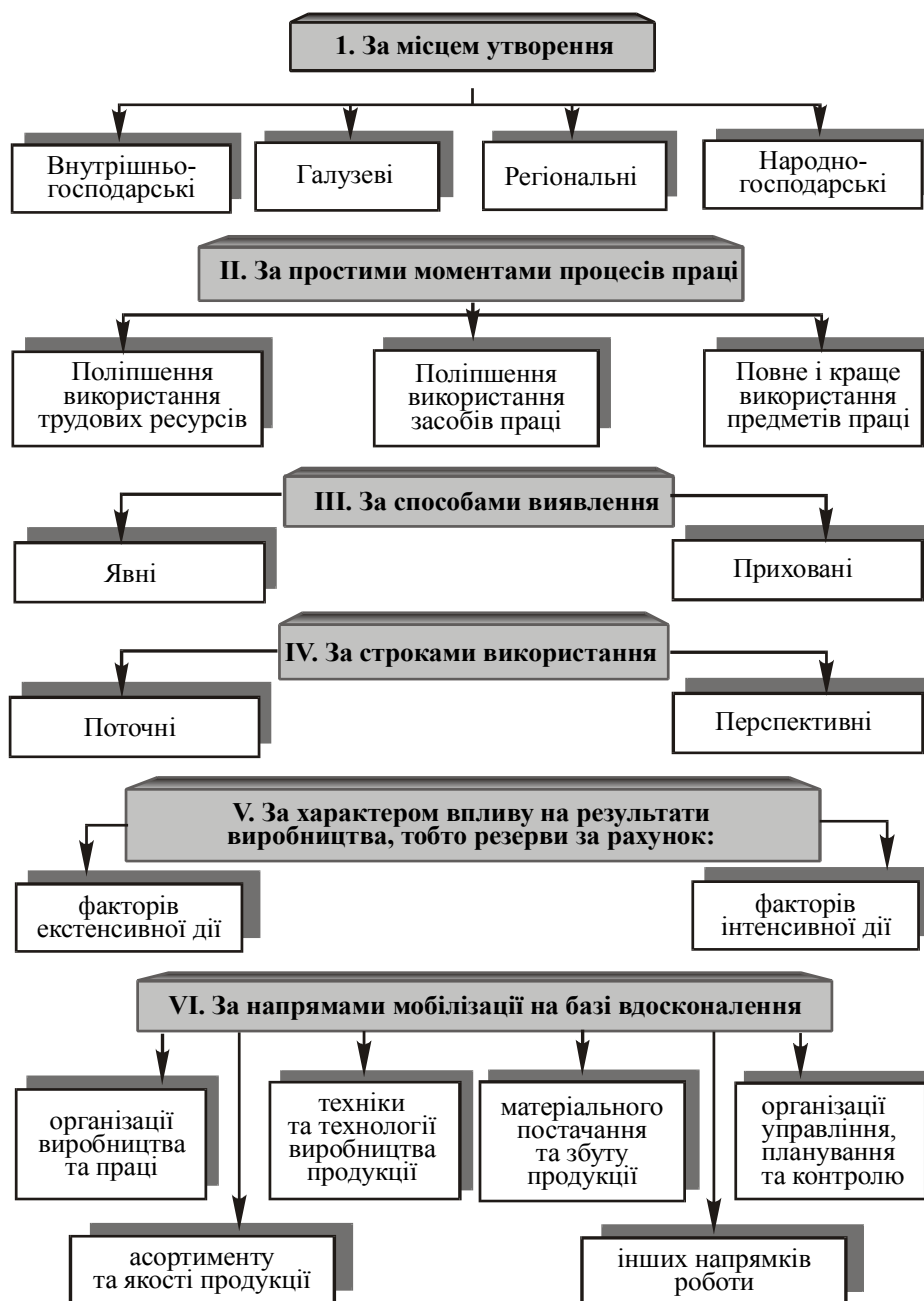 1. За місцем утворення
Внутрішньо-
господарські
Галузеві
Регіональні
Народно-
господарські
II. За простими моментами процесів праці
Поліпшення
використання
трудових ресурсів
Поліпшення
використання
засобів праці
Повне і краще
використання
предметів праці
III. За способами виявлення
Явні
Приховані
IV. За строками використання
Поточні
Перспективні
V. За характером впливу на результати
виробництва, тобто резерви за рахунок:
факторів
екстенсивної дії
факторів
інтенсивної дії
VI. За напрямами мобілізації на базі вдосконалення
організації
виробництва
та праці
техніки
та технології
виробництва
продукції
матеріального
постачання
та збуту
продукції
організації
управління,
планування
та контролю
асортименту
та якості продукції
інших напрямків
роботи